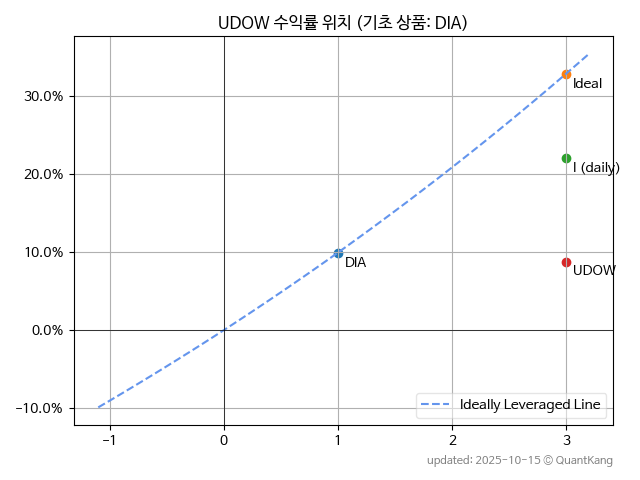 UDOW 수익률 위치 (기초 상품: DIA)
30.0%
20.0%
10.0%
0.0%
−10.0%
Ideal
I (daily)
DIA
UDOW
Ideally Leveraged Line
−1
0
1
2
3
updated: 2025-10-15 © QuantKang